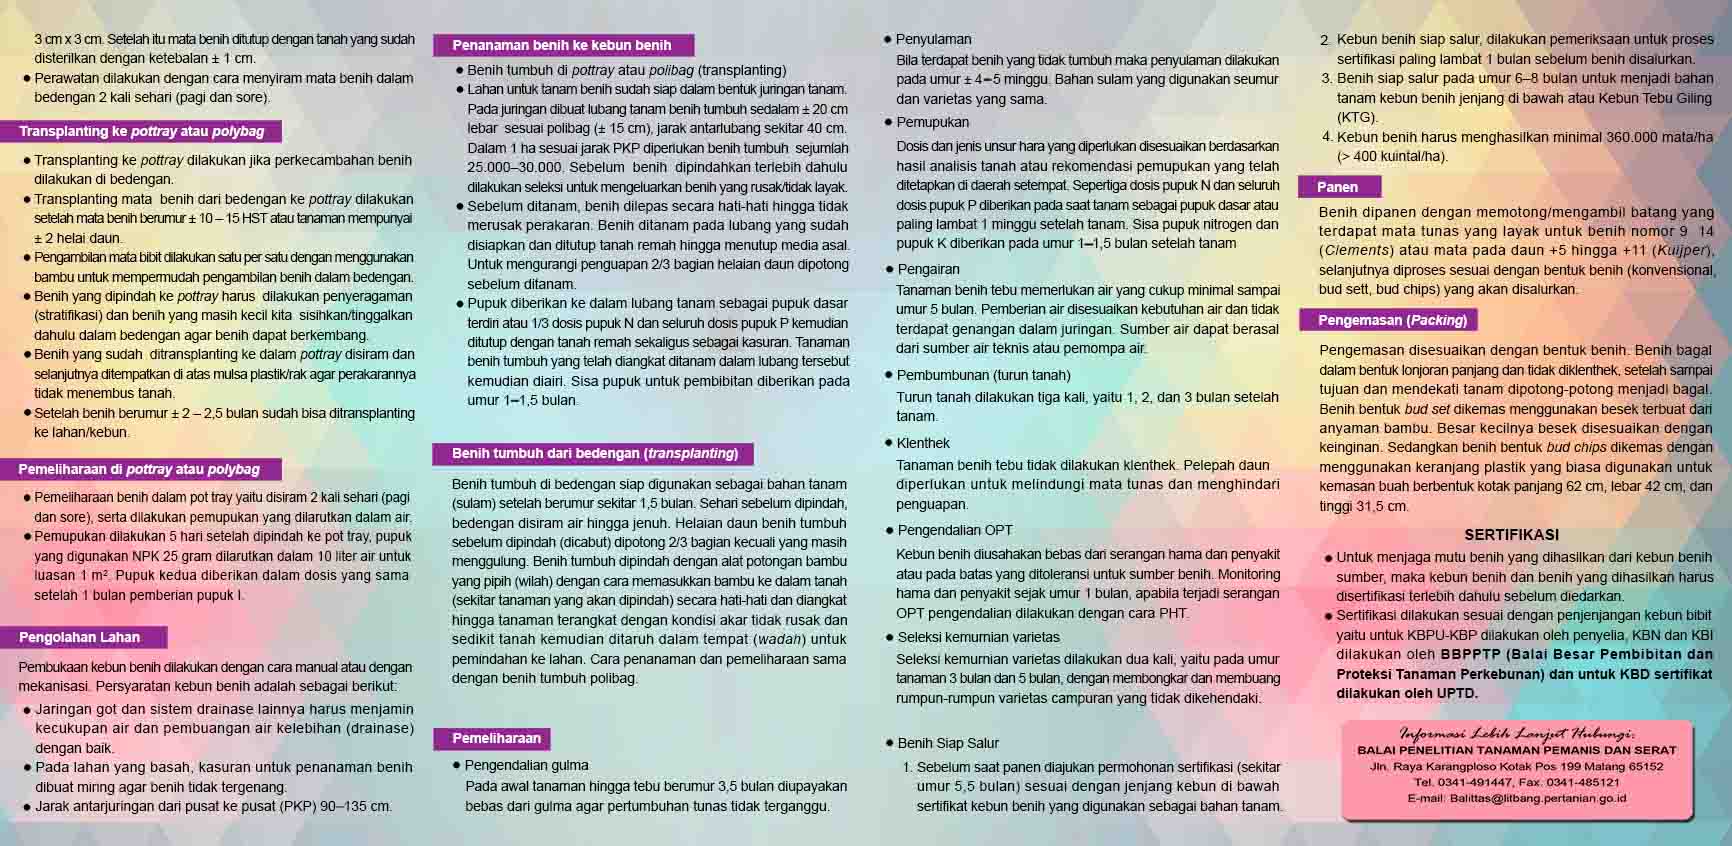 3 cm x 3 cm. Setelah itu mata benih ditutup dengan tanah yang sudah
disterilkan dengan ketebalan ± 1 cm.
● Perawatan dilakukan dengan cara menyiram mata benih dalam
bedengan 2 kali sehari (pagi dan sore).
Transplanting ke pottray atau polybag
● Transplanting ke pottray dilakukan jika perkecambahan benih
dilakukan di bedengan.
● Transplanting mata benih dari bedengan ke pottray dilakukan
setelah mata benih berumur ± 10 – 15 HST atau tanaman mempunyai
± 2 helai daun.
● Pengambilan mata bibit dilakukan satu per satu dengan menggunakan
bambu untuk mempermudah pengambilan benih dalam bedengan.
● Benih yang dipindah ke pottray harus dilakukan penyeragaman
(stratifikasi) dan benih yang masih kecil kita sisihkan/tinggalkan
dahulu dalam bedengan agar benih dapat berkembang.
● Benih yang sudah ditransplanting ke dalam pottray disiram dan
selanjutnya ditempatkan di atas mulsa plastik/rak agar perakarannya
tidak menembus tanah.
● Setelah benih berumur ± 2 – 2,5 bulan sudah bisa ditransplanting
ke lahan/kebun.
Pemeliharaan di pottray atau polybag
● Pemeliharaan benih dalam pot tray yaitu disiram 2 kali sehari (pagi
dan sore), serta dilakukan pemupukan yang dilarutkan dalam air.
● Pemupukan dilakukan 5 hari setelah dipindah ke pot tray, pupuk
yang digunakan NPK 25 gram dilarutkan dalam 10 liter air untuk
luasan 1 m². Pupuk kedua diberikan dalam dosis yang sama
setelah 1 bulan pemberian pupuk I.
Pengolahan Lahan
Pembukaan kebun benih dilakukan dengan cara manual atau dengan
mekanisasi. Persyaratan kebun benih adalah sebagai berikut:
● Jaringan got dan sistem drainase lainnya harus menjamin
kecukupan air dan pembuangan air kelebihan (drainase)
dengan baik.
● Pada lahan yang basah, kasuran untuk penanaman benih
dibuat miring agar benih tidak tergenang.
● Jarak antarjuringan dari pusat ke pusat (PKP) 90–135 cm.
Penanaman benih ke kebun benih
● Benih tumbuh di pottray atau polibag (transplanting)
● Lahan untuk tanam benih sudah siap dalam bentuk juringan tanam.
Pada juringan dibuat lubang tanam benih tumbuh sedalam ± 20 cm
lebar sesuai polibag (± 15 cm), jarak antarlubang sekitar 40 cm.
Dalam 1 ha sesuai jarak PKP diperlukan benih tumbuh sejumlah
25.000–30.000. Sebelum benih dipindahkan terlebih dahulu
dilakukan seleksi untuk mengeluarkan benih yang rusak/tidak layak.
● Sebelum ditanam, benih dilepas secara hati-hati hingga tidak
merusak perakaran. Benih ditanam pada lubang yang sudah
disiapkan dan ditutup tanah remah hingga menutup media asal.
Untuk mengurangi penguapan 2/3 bagian helaian daun dipotong
sebelum ditanam.
● Pupuk diberikan ke dalam lubang tanam sebagai pupuk dasar
terdiri atau 1/3 dosis pupuk N dan seluruh dosis pupuk P kemudian
ditutup dengan tanah remah sekaligus sebagai kasuran. Tanaman
benih tumbuh yang telah diangkat ditanam dalam lubang tersebut
kemudian diairi. Sisa pupuk untuk pembibitan diberikan pada
umur 1–1,5 bulan.
Benih tumbuh dari bedengan (transplanting)
Benih tumbuh di bedengan siap digunakan sebagai bahan tanam
(sulam) setelah berumur sekitar 1,5 bulan. Sehari sebelum dipindah,
bedengan disiram air hingga jenuh. Helaian daun benih tumbuh
sebelum dipindah (dicabut) dipotong 2/3 bagian kecuali yang masih
menggulung. Benih tumbuh dipindah dengan alat potongan bambu
yang pipih (wilah) dengan cara memasukkan bambu ke dalam tanah
(sekitar tanaman yang akan dipindah) secara hati-hati dan diangkat
hingga tanaman terangkat dengan kondisi akar tidak rusak dan
sedikit tanah kemudian ditaruh dalam tempat (wadah) untuk
pemindahan ke lahan. Cara penanaman dan pemeliharaan sama
dengan benih tumbuh polibag.
Pemeliharaan
● Pengendalian gulma
Pada awal tanaman hingga tebu berumur 3,5 bulan diupayakan
bebas dari gulma agar pertumbuhan tunas tidak terganggu.
● Penyulaman
Bila terdapat benih yang tidak tumbuh maka penyulaman dilakukan
pada umur ± 4–5 minggu. Bahan sulam yang digunakan seumur
dan varietas yang sama.
● Pemupukan
Dosis dan jenis unsur hara yang diperlukan disesuaikan berdasarkan
hasil analisis tanah atau rekomendasi pemupukan yang telah
ditetapkan di daerah setempat. Sepertiga dosis pupuk N dan seluruh
dosis pupuk P diberikan pada saat tanam sebagai pupuk dasar atau
paling lambat 1 minggu setelah tanam. Sisa pupuk nitrogen dan
pupuk K diberikan pada umur 1–1,5 bulan setelah tanam
● Pengairan
Tanaman benih tebu memerlukan air yang cukup minimal sampai
umur 5 bulan. Pemberian air disesuaikan kebutuhan air dan tidak
terdapat genangan dalam juringan. Sumber air dapat berasal
dari sumber air teknis atau pemompa air.
● Pembumbunan (turun tanah)
Turun tanah dilakukan tiga kali, yaitu 1, 2, dan 3 bulan setelah
tanam.
● Klenthek
Tanaman benih tebu tidak dilakukan klenthek. Pelepah daun
diperlukan untuk melindungi mata tunas dan menghindari
penguapan.
● Pengendalian OPT
Kebun benih diusahakan bebas dari serangan hama dan penyakit
atau pada batas yang ditoleransi untuk sumber benih. Monitoring
hama dan penyakit sejak umur 1 bulan, apabila terjadi serangan
OPT pengendalian dilakukan dengan cara PHT.
● Seleksi kemurnian varietas
Seleksi kemurnian varietas dilakukan dua kali, yaitu pada umur
tanaman 3 bulan dan 5 bulan, dengan membongkar dan membuang
rumpun-rumpun varietas campuran yang tidak dikehendaki.
● Benih Siap Salur
1. Sebelum saat panen diajukan permohonan sertifikasi (sekitar
umur 5,5 bulan) sesuai dengan jenjang kebun di bawah
sertifikat kebun benih yang digunakan sebagai bahan tanam.
2. Kebun benih siap salur, dilakukan pemeriksaan untuk proses
sertifikasi paling lambat 1 bulan sebelum benih disalurkan.
3. Benih siap salur pada umur 6–8 bulan untuk menjadi bahan
tanam kebun benih jenjang di bawah atau Kebun Tebu Giling
(KTG).
4. Kebun benih harus menghasilkan minimal 360.000 mata/ha
(> 400 kuintal/ha).
Panen
Benih dipanen dengan memotong/mengambil batang yang
terdapat mata tunas yang layak untuk benih nomor 9 14
(Clements) atau mata pada daun +5 hingga +11 (Kuijper),
selanjutnya diproses sesuai dengan bentuk benih (konvensional,
bud sett, bud chips) yang akan disalurkan.
Pengemasan (Packing)
Pengemasan disesuaikan dengan bentuk benih. Benih bagal
dalam bentuk lonjoran panjang dan tidak diklenthek, setelah sampai
tujuan dan mendekati tanam dipotong-potong menjadi bagal.
Benih bentuk bud set dikemas menggunakan besek terbuat dari
anyaman bambu. Besar kecilnya besek disesuaikan dengan
keinginan. Sedangkan benih bentuk bud chips dikemas dengan
menggunakan keranjang plastik yang biasa digunakan untuk
kemasan buah berbentuk kotak panjang 62 cm, lebar 42 cm, dan
tinggi 31,5 cm.
SERTIFIKASI
● Untuk menjaga mutu benih yang dihasilkan dari kebun benih
sumber, maka kebun benih dan benih yang dihasilkan harus
disertifikasi terlebih dahulu sebelum diedarkan.
● Sertifikasi dilakukan sesuai dengan penjenjangan kebun bibit
yaitu untuk KBPU-KBP dilakukan oleh penyelia, KBN dan KBI
dilakukan oleh BBPPTP (Balai Besar Pembibitan dan
Proteksi Tanaman Perkebunan) dan untuk KBD sertifikat
dilakukan oleh UPTD.
Informasi Lebih Lanjut Hubungi:
BALAI PENELITIAN TANAMAN PEMANIS DAN SERAT
Jln. Raya Karangploso Kotak Pos 199 Malang 65152
Tel. 0341-491447, Fax. 0341-485121
E-mail: Balittas@litbang.pertanian.go.id